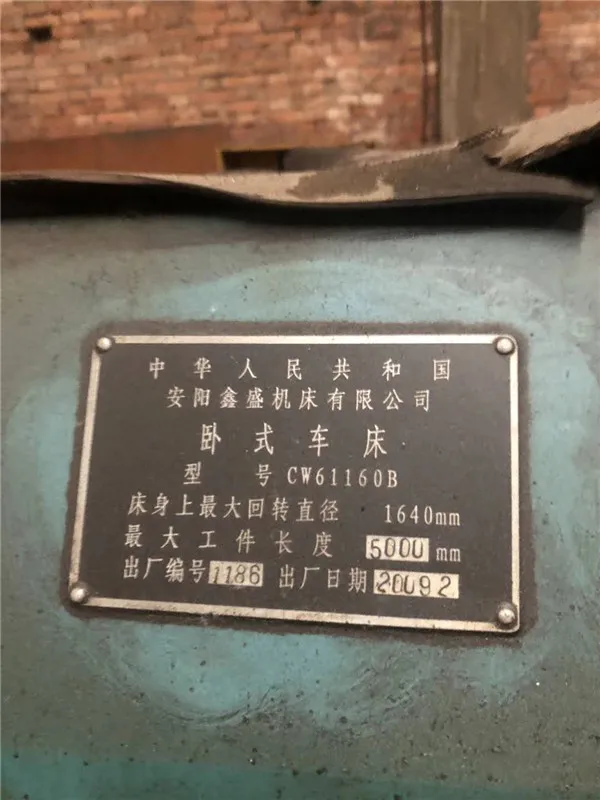 中华人民共和国
安阳鑫盛机床有限公司
卧式车床
型 号 CW61160B
床身上最大回转直径 1640mm
最大工件长度 5000 mm
出厂编号 1186 出厂日期 20092